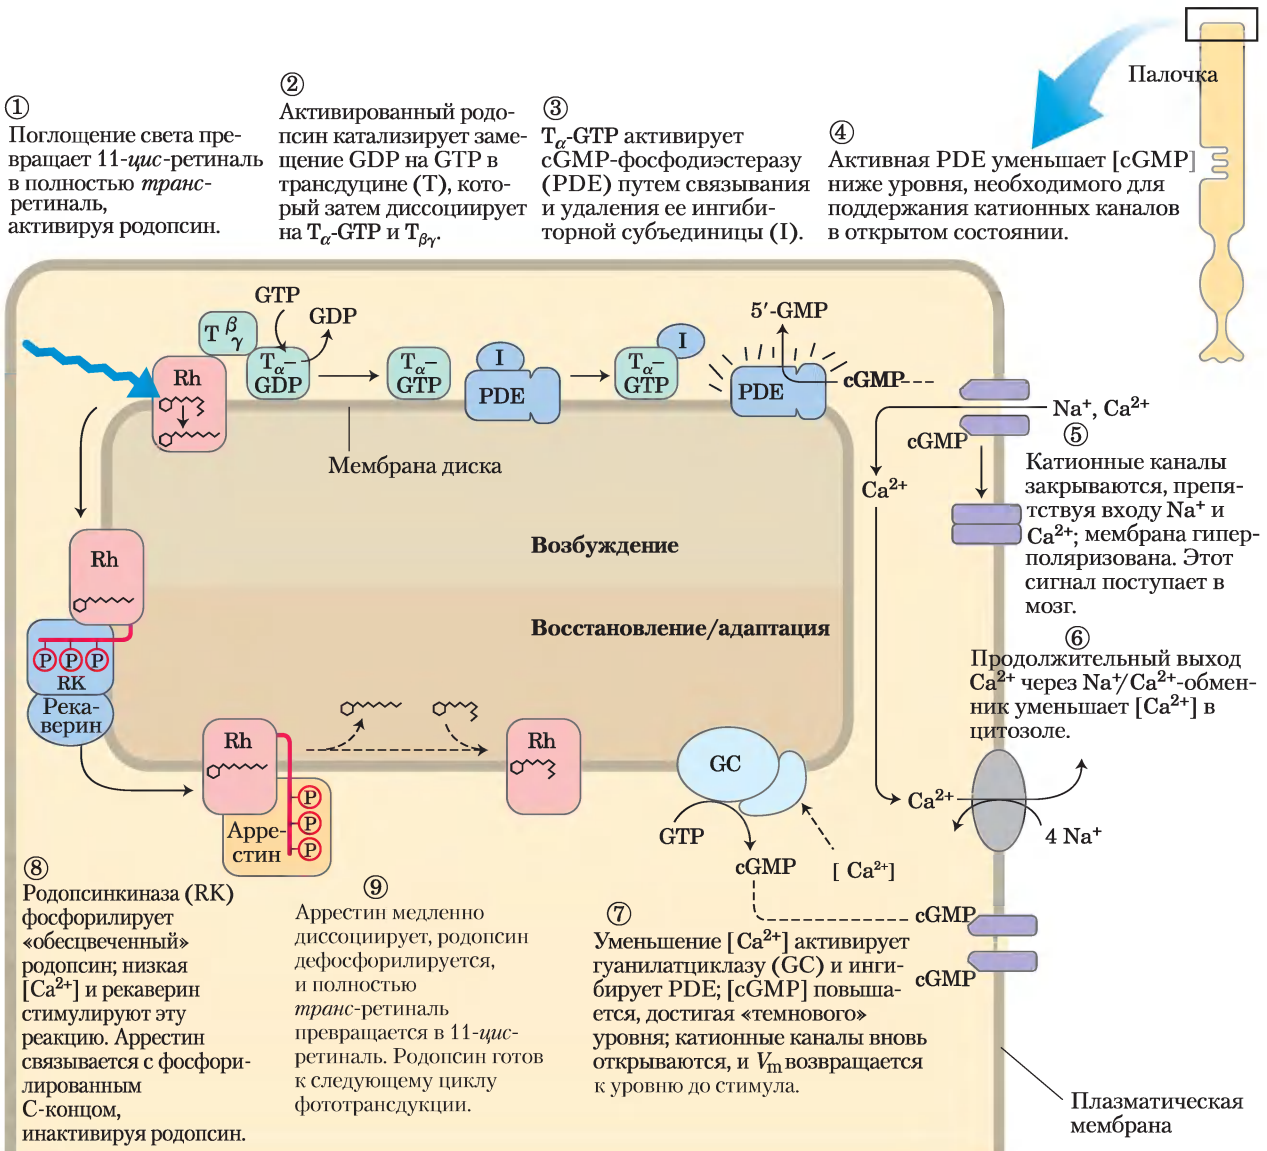 Палочка
①
Поглощение света пре-
вращает 11-цис-ретиналь
в полностью транс-
ретиналь,
активируя родопсин.
②
Активированный родо-
псин катализирует заме-
щение GDP на GTP в
трансдуцине (T), кото-
рый затем диссоциирует
на Tα-GTP и Tβγ.
③
Tα-GTP активирует
cGMP-фосфодиэстеразу
(PDE) путем связывания
и удаления ее ингиби-
торной субъединицы (I).
④
Активная PDE уменьшает [cGMP]
ниже уровня, необходимого для
поддержания катионных каналов
в открытом состоянии.
GTP
GDP
T β
γ
Tα–
GDP
Rh
Tα–
GTP
I
PDE
Tα–
GTP
I
5′-GMP
PDE
cGMP
Na⁺, Ca²⁺
cGMP
Ca²⁺
Мембрана диска
⑤
Катионные каналы
закрываются, препя-
тствуя входу Na⁺ и
Ca²⁺; мембрана гипер-
поляризована. Этот
сигнал поступает в
мозг.
Возбуждение
Восстановление/адаптация
Rh
P P P
RK
Река-
верин
⑥
Продолжительный выход
Ca²⁺ через Na⁺/Ca²⁺-обмен-
ник уменьшает [Ca²⁺] в
цитозоле.
Rh
P
P
P
Арре-
стин
Rh
GC
GTP
cGMP
[ Ca²⁺]
Ca²⁺
4 Na⁺
cGMP
cGMP
⑧
Родопсинкиназа (RK)
фосфорилирует
«обесцвеченный»
родопсин; низкая
[Ca²⁺] и рекаверин
стимулируют эту
реакцию. Аррестин
связывается с фосфори-
лированным
С-концом,
инактивируя родопсин.
⑨
Аррестин медленно
диссоциирует, родопсин
дефосфорилируется,
и полностью
транс-ретиналь
превращается в 11-цис-
ретиналь. Родопсин готов
к следующему циклу
фототрансдукции.
⑦
Уменьшение [Ca²⁺] активирует
гуанилатциклазу (GC) и инги-
бирует PDE; [cGMP] повыша-
ется, достигая «темнового»
уровня; катионные каналы вновь
открываются, и Vm возвращается
к уровню до стимула.
Плазматическая
мембрана